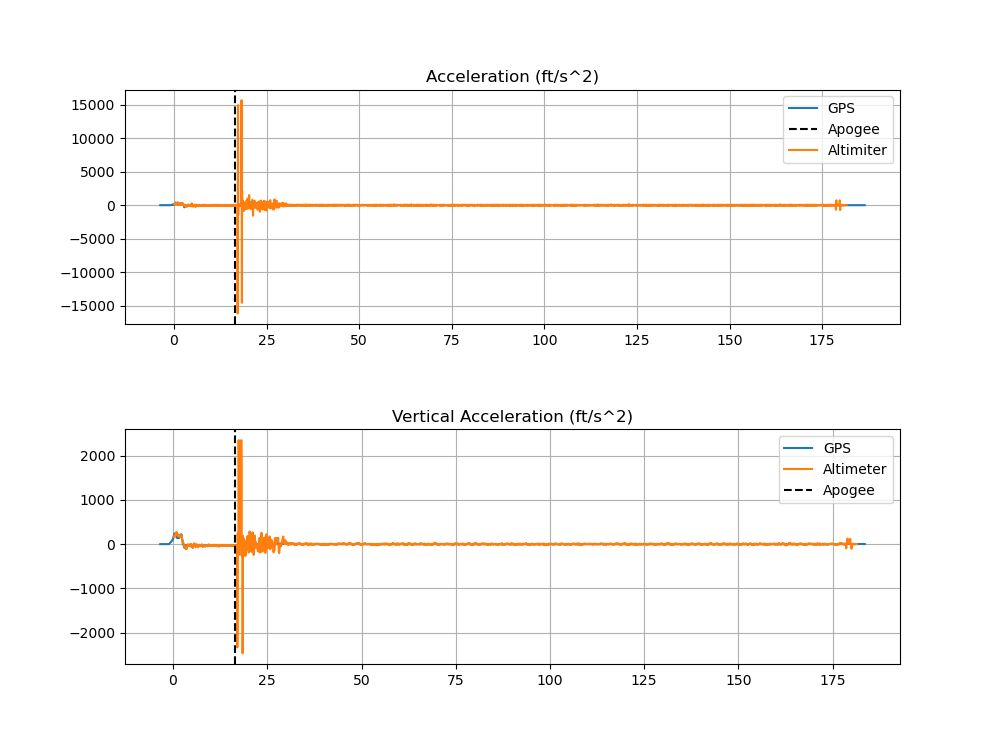 Acceleration (ft/s^2)
15000
10000
5000
0
−5000
−10000
−15000
GPS
Apogee
Altimiter
0 25 50 75 100 125 150 175
Vertical Acceleration (ft/s^2)
2000
1000
0
−1000
−2000
GPS
Altimeter
Apogee
0 25 50 75 100 125 150 175